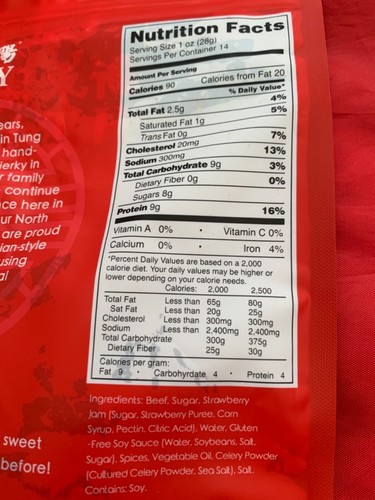 Y
ears,
in Tung
hand-
jerky in
r family
continue
ce here in
ur North
are proud
ian-style
using
al
sweet
before!
Nutrition Facts
Serving Size 1 oz (28g)
Servings Per Container 14
Amount Per Serving
Calories 90 Calories from Fat 20
% Daily Value*
Total Fat 2.5g 4%
Saturated Fat 1g 5%
Trans Fat 0g
Cholesterol 20mg 7%
Sodium 300mg 13%
Total Carbohydrate 9g 3%
Dietary Fiber 0g 0%
Sugars 8g
Protein 9g 16%
Vitamin A 0% • Vitamin C 0%
Calcium 0% • Iron 4%
*Percent Daily Values are based on a 2,000
calorie diet. Your daily values may be higher or
lower depending on your calorie needs.
Calories: 2,000 2,500
Total Fat Less than 65g 80g
Sat Fat Less than 20g 25g
Cholesterol Less than 300mg 300mg
Sodium Less than 2,400mg 2,400mg
Total Carbohydrate 300g 375g
Dietary Fiber 25g 30g
Calories per gram:
Fat 9 • Carbohyrdate 4 • Protein 4
Ingredients: Beef, Sugar, Strawberry
Jam (Sugar, Strawberry Puree, Corn
Syrup, Pectin, Citric Acid), Water, Gluten
-Free Soy Sauce (Water, Soybeans, Salt,
Sugar), Spices, Vegetable Oil, Celery Powder
(Cultured Celery Powder, Sea Salt), Salt.
Contains: Soy.